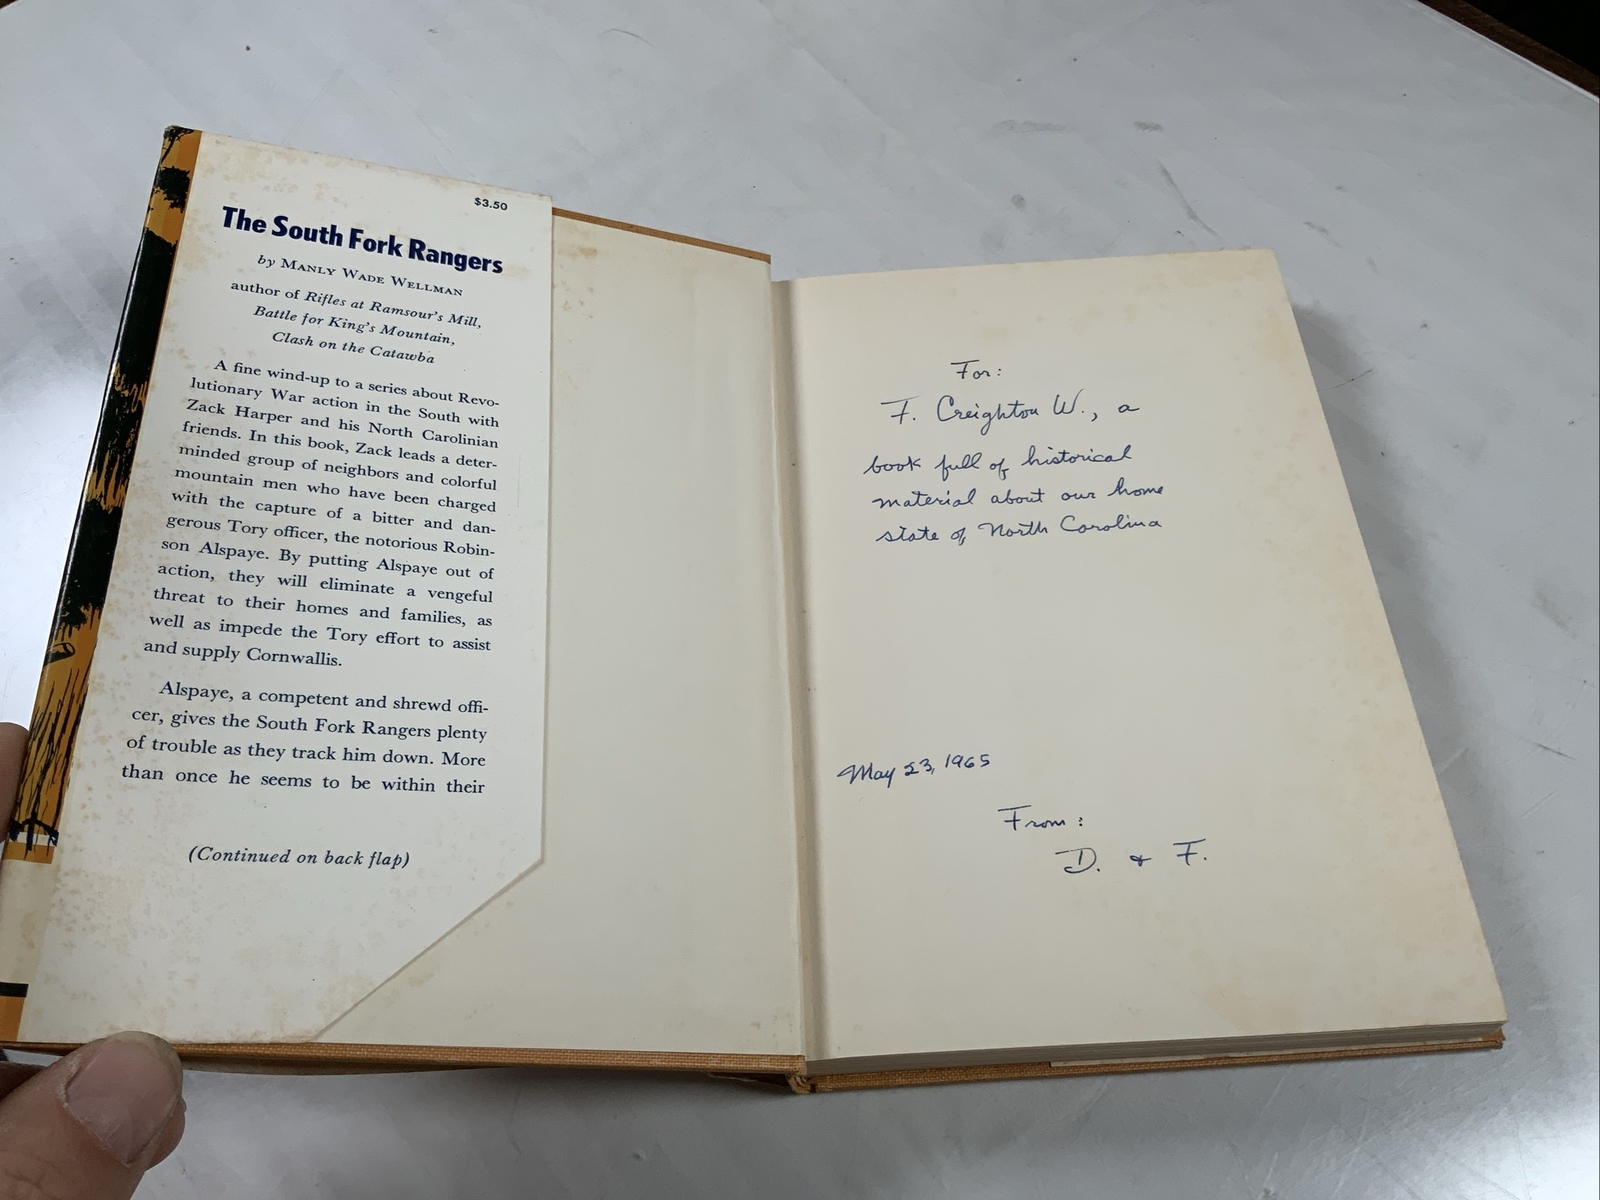 $3.50
The South Fork Rangers
by MANLY WADE WELLMAN
author of Rifles at Ramsour's Mill,
Battle for King's Mountain,
Clash on the Catawba
A fine wind-up to a series about Revo-
lutionary War action in the South with
Zack Harper and his North Carolinian
friends. In this book, Zack leads a deter-
minded group of neighbors and colorful
mountain men who have been charged
with the capture of a bitter and dan-
gerous Tory officer, the notorious Robin-
son Alspaye. By putting Alspaye out of
action, they will eliminate a vengeful
threat to their homes and families, as
well as impede the Tory effort to assist
and supply Cornwallis.
Alspaye, a competent and shrewd offi-
cer, gives the South Fork Rangers plenty
of trouble as they track him down. More
than once he seems to be within their
(Continued on back flap)
For:
F. Creighton W., a
book full of historical
material about our home
state of North Carolina
May 23, 1965
From:
D. & F.